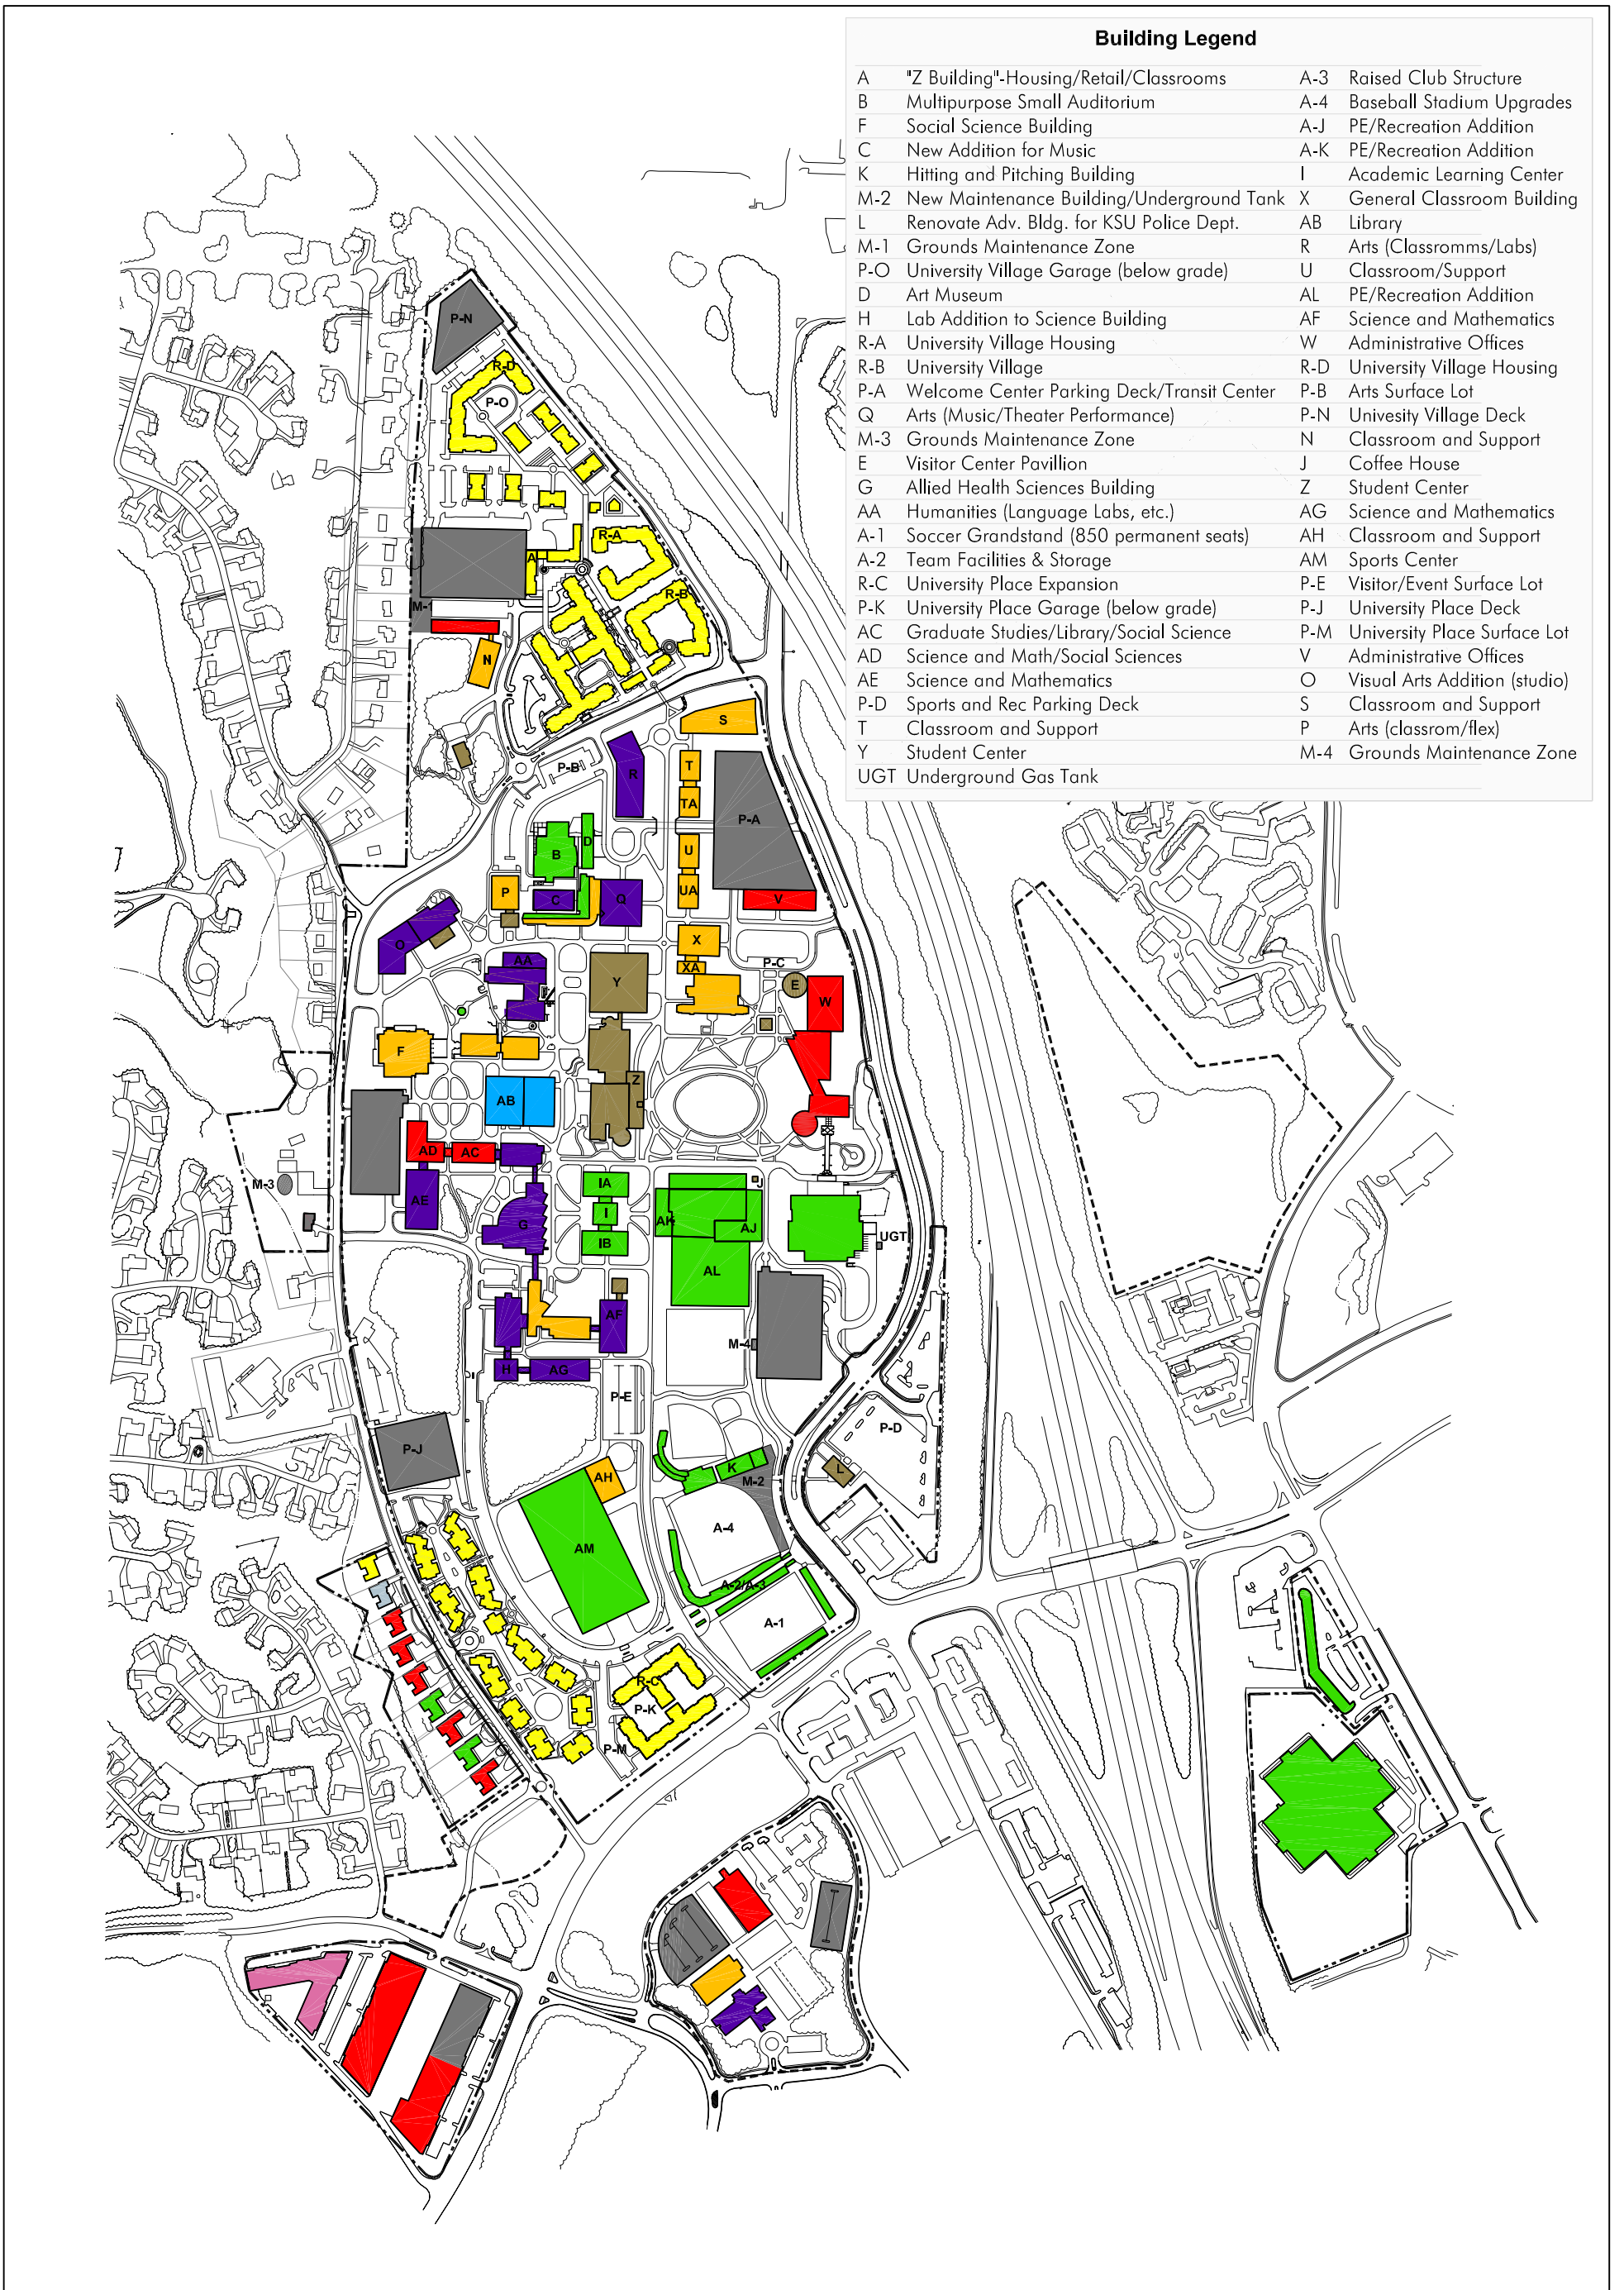 Building Legend
A "Z Building"-Housing/Retail/Classrooms A-3 Raised Club Structure
B Multipurpose Small Auditorium A-4 Baseball Stadium Upgrades
F Social Science Building A-J PE/Recreation Addition
C New Addition for Music A-K PE/Recreation Addition
K Hitting and Pitching Building I Academic Learning Center
M-2 New Maintenance Building/Underground Tank X General Classroom Building
L Renovate Adv. Bldg. for KSU Police Dept. AB Library
M-1 Grounds Maintenance Zone R Arts (Classromms/Labs)
P-O University Village Garage (below grade) U Classroom/Support
D Art Museum AL PE/Recreation Addition
H Lab Addition to Science Building AF Science and Mathematics
R-A University Village Housing W Administrative Offices
R-B University Village R-D University Village Housing
P-A Welcome Center Parking Deck/Transit Center P-B Arts Surface Lot
Q Arts (Music/Theater Performance) P-N Univesity Village Deck
M-3 Grounds Maintenance Zone N Classroom and Support
E Visitor Center Pavillion J Coffee House
G Allied Health Sciences Building Z Student Center
AA Humanities (Language Labs, etc.) AG Science and Mathematics
A-1 Soccer Grandstand (850 permanent seats) AH Classroom and Support
A-2 Team Facilities & Storage AM Sports Center
R-C University Place Expansion P-E Visitor/Event Surface Lot
P-K University Place Garage (below grade) P-J University Place Deck
AC Graduate Studies/Library/Social Science P-M University Place Surface Lot
AD Science and Math/Social Sciences V Administrative Offices
AE Science and Mathematics O Visual Arts Addition (studio)
P-D Sports and Rec Parking Deck S Classroom and Support
T Classroom and Support P Arts (classrom/flex)
Y Student Center M-4 Grounds Maintenance Zone
UGT Underground Gas Tank
P-N
R-D
P-O
R-A
A
R-B
M-1
N
S
P-B
R
T
TA
P-A
D
B
U
P
C
Q
UA
V
O
X
AA
P-C
XA
Y
E
W
F
Z
AB
AD
AC
M-3
IA
J
AE
I
AK
G
AJ
UGT
IB
AL
AF
M-4
H
AG
P-E
P-D
P-J
K
L
AH
M-2
A-4
AM
A-2/A-3
A-1
R-C
P-K
P-M